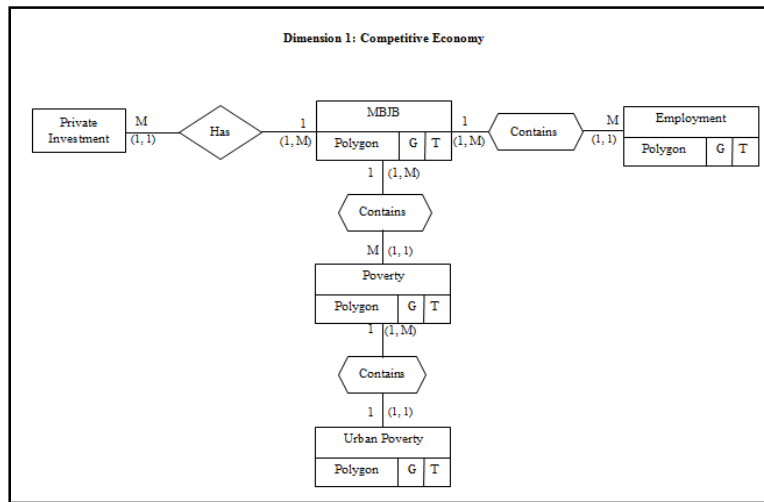 Dimension 1: Competitive Economy
Private
Investment
M
(1, 1)
Has
1
(1, M)
MBJB
Polygon G T
1
(1, M)
Contains
M
(1, 1)
Employment
Polygon G T
1 (1, M)
Contains
M (1, 1)
Poverty
Polygon G T
1 (1, M)
Contains
1 (1, 1)
Urban Poverty
Polygon G T